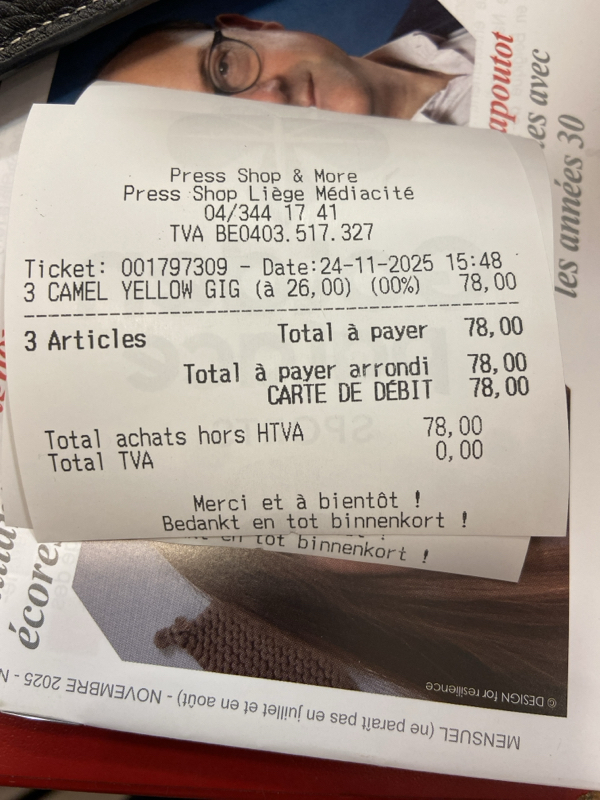 apoutot
es avec
les années 30
Press Shop & More
Press Shop Liège Médiacité
04/344 17 41
TVA BE0403.517.327
Ticket: 001797309 - Date:24-11-2025 15:48
3 CAMEL YELLOW GIG (à 26,00) (00%) 78,00
3 Articles Total à payer 78,00
Total à payer arrondi 78,00
CARTE DE DÉBIT 78,00
Total achats hors HTVA 78,00
Total TVA 0,00
Merci et à bientôt !
Bedankt en tot binnenkort !
en tot binnenkort !
écores
© DESIGN for resilience
MENSUEL (ne paraît pas en juillet et en août) - NOVEMBRE 2025 - N